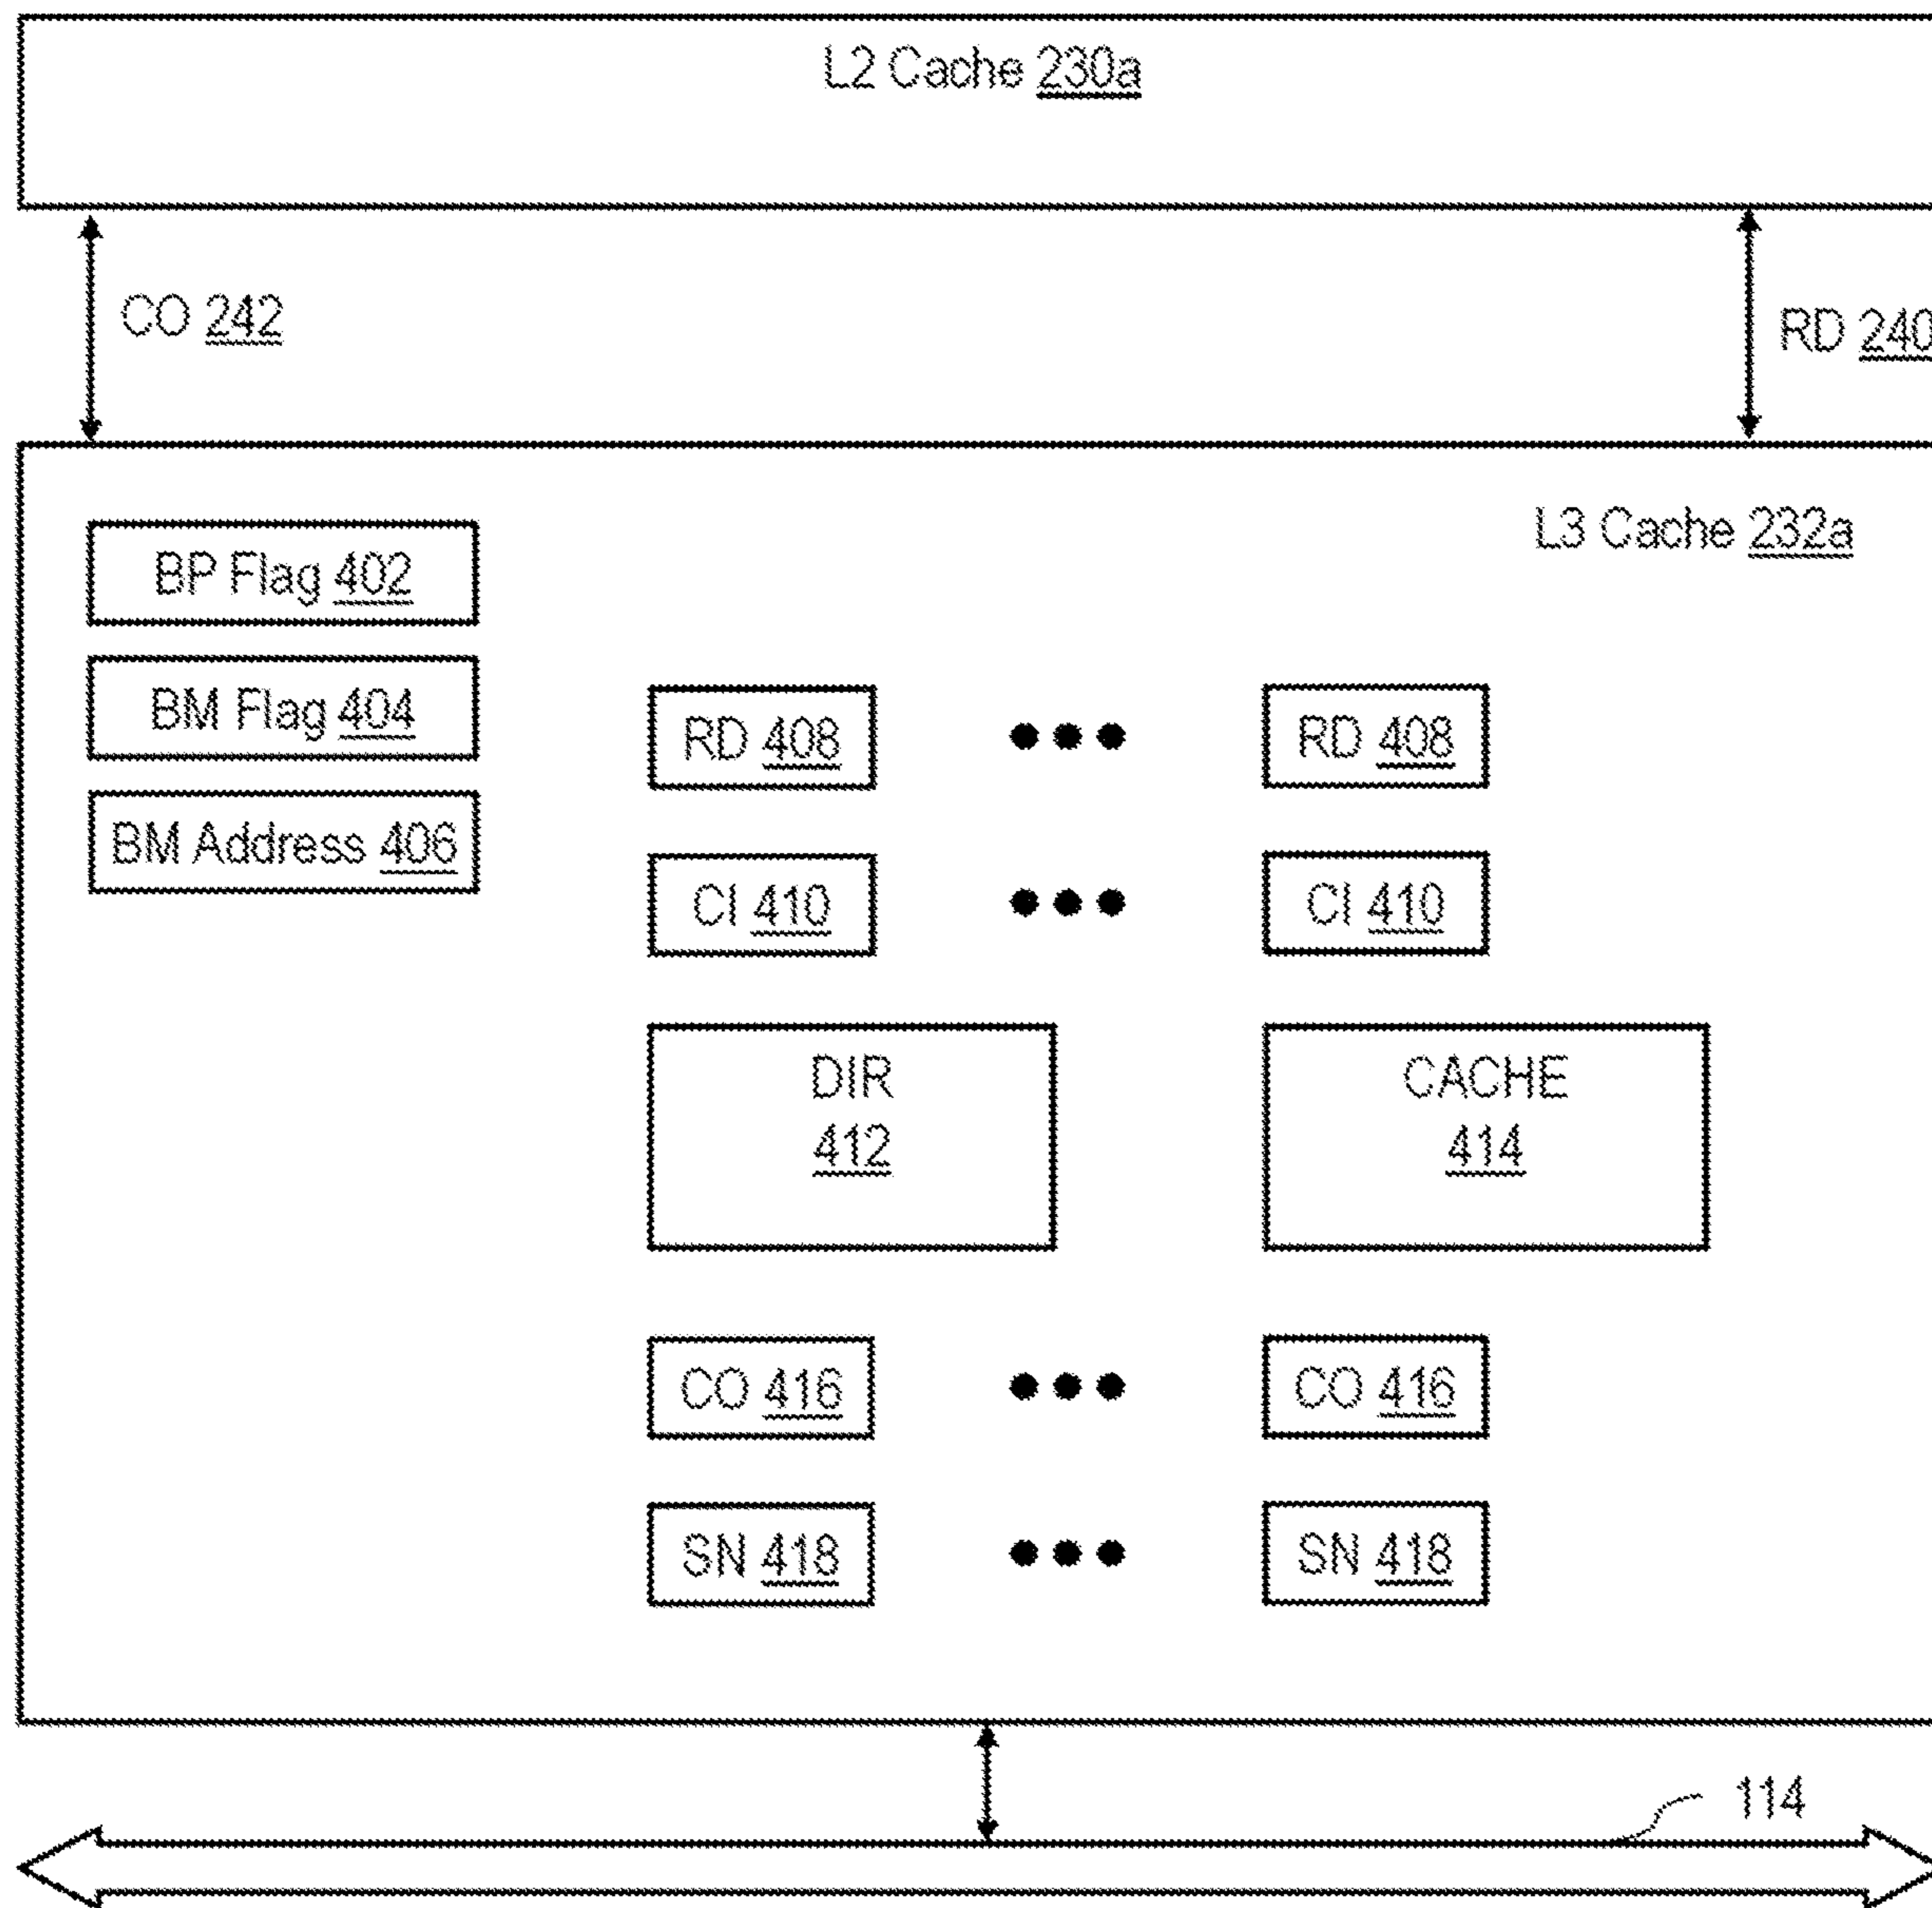 L2 Cache 230a
CO 242
RD 240
L3 Cache 232a
BP Flag 402
BM Flag 404
BM Address 406
RD 408
RD 408
CI 410
CI 410
DIR
412
CACHE
414
CO 416
CO 416
SN 418
SN 418
114